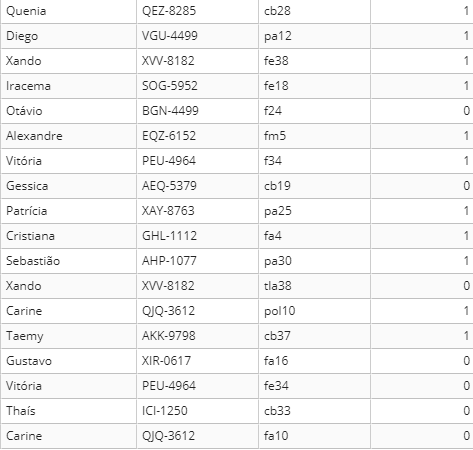 Quenia QEZ-8285 cb28 1
Diego VGU-4499 pa12 1
Xando XVV-8182 fe38 1
Iracema SOG-5952 fe18 1
Otávio BGN-4499 f24 0
Alexandre EQZ-6152 fm5 1
Vitória PEU-4964 f34 1
Gessica AEQ-5379 cb19 0
Patrícia XAY-8763 pa25 1
Cristiana GHL-1112 fa4 1
Sebastião AHP-1077 pa30 1
Xando XVV-8182 tla38 0
Carine QJQ-3612 pol10 1
Taemy AKK-9798 cb37 1
Gustavo XIR-0617 fa16 0
Vitória PEU-4964 fe34 0
Thaís ICI-1250 cb33 0
Carine QJQ-3612 fa10 0